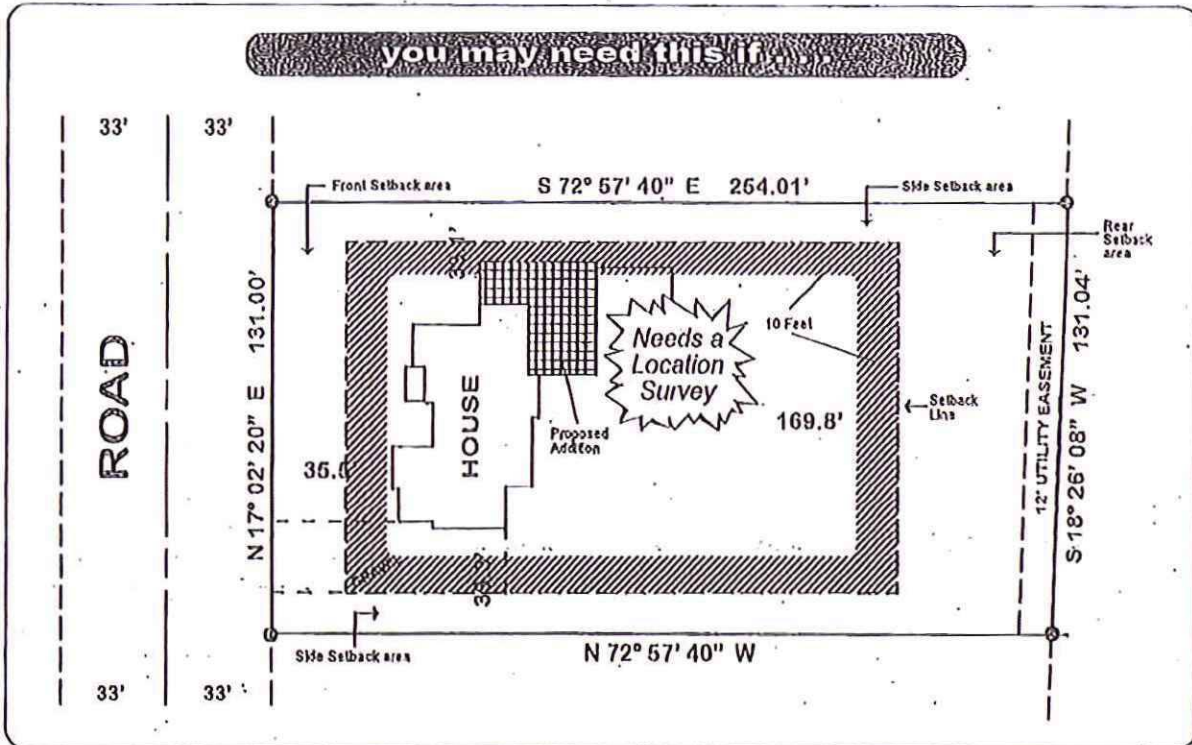 you may need this if . . .
33'
33'
Front Setback area
S 72° 57' 40" E 254.01'
Side Setback area
Rear
Setback
area
ROAD
N 17° 02' 20" E 131.00'
HOUSE
Proposed
Addition
Needs a
Location
Survey
10 Feet
169.8'
Setback
Line
12" UTILITY EASEMENT
S 18° 26' 08" W 131.04'
Side Setback area
N 72° 57' 40" W
33'
33'